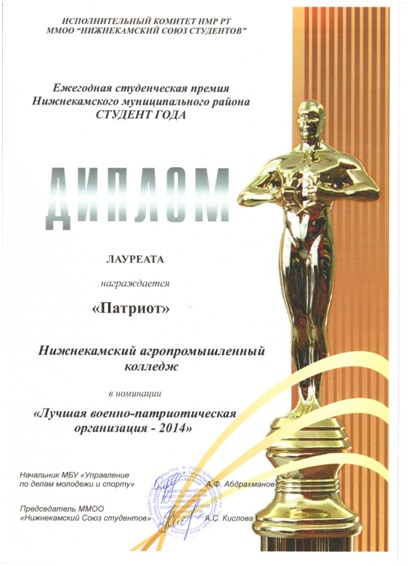 ИСПОЛНИТЕЛЬНЫЙ КОМИТЕТ НМР РТ
ММОО "НИЖНЕКАМСКИЙ СОЮЗ СТУДЕНТОВ"
Ежегодная студенческая премия
Нижнекамского муниципального района
СТУДЕНТ ГОДА
ДИПЛОМ
ЛАУРЕАТА
награждается
«Патриот»
Нижнекамский агропромышленный
колледж
в номинации
«Лучшая военно-патриотическая
организация - 2014»
Начальник МБУ «Управление
по делам молодежи и спорту»
А.Ф. Абдрахманов
Председатель ММОО
«Нижнекамский Союз студентов»
А.С. Кислова